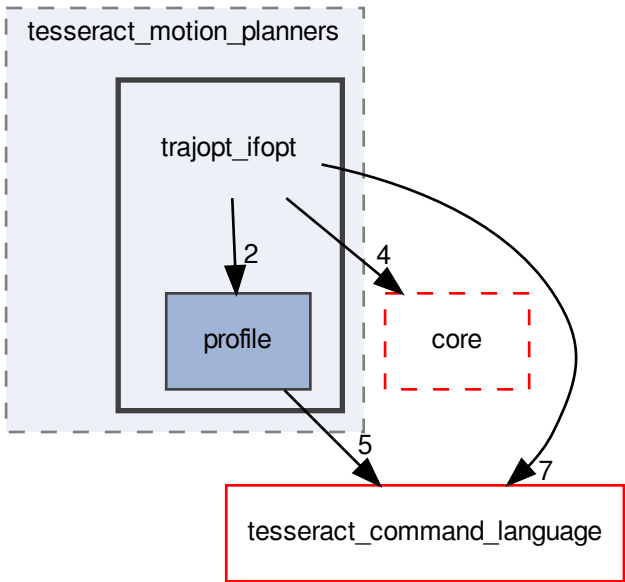 tesseract_motion_planners
trajopt_ifopt
2
4
profile
core
5
7
tesseract_command_language